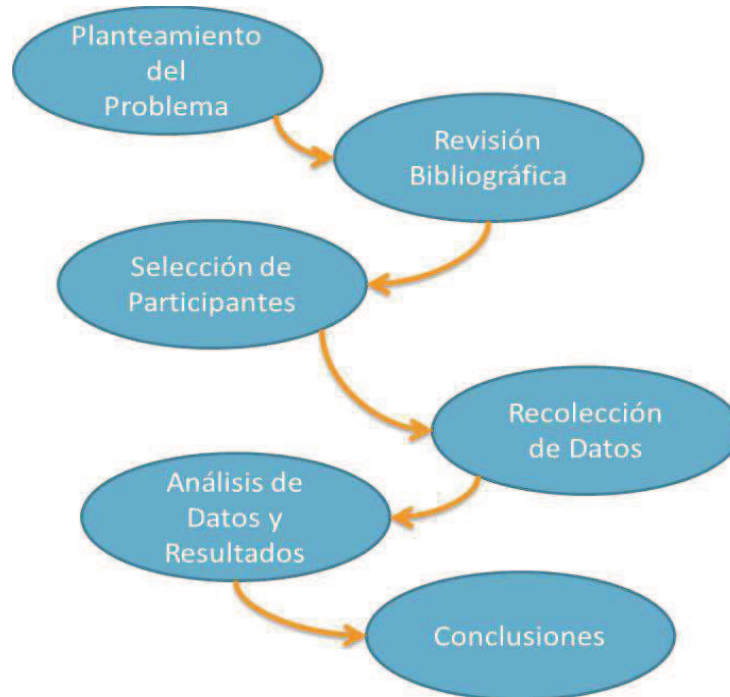 Planteamiento
del
Problema
Revisión
Bibliográfica
Selección de
Participantes
Recolección
de Datos
Análisis de
Datos y
Resultados
Conclusiones